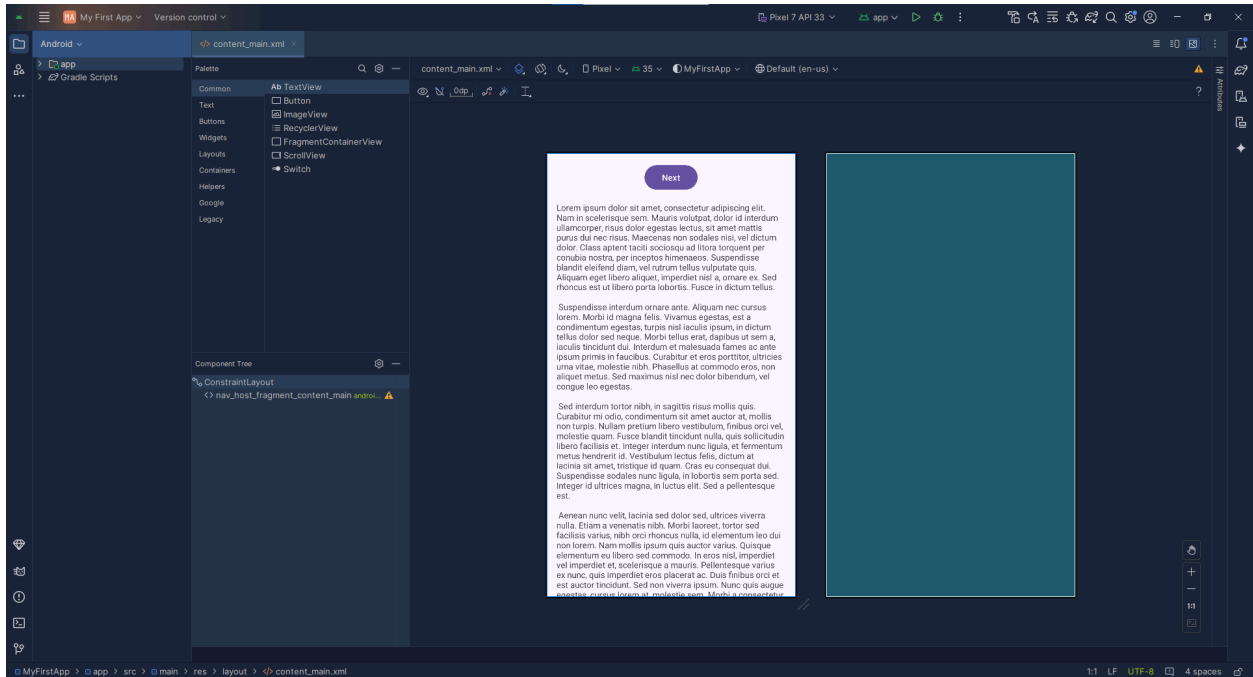 MA My First App Version control
Pixel 7 API 33 app
Android
content_main.xml
app
Gradle Scripts
Palette
Common
Text
Buttons
Widgets
Layouts
Containers
Helpers
Google
Legacy
Ab TextView
Button
ImageView
RecyclerView
FragmentContainerView
ScrollView
Switch
content_main.xml Pixel 35 MyFirstApp Default (en-us)
0dp
?
Attributes
Component Tree
ConstraintLayout
<> nav_host_fragment_content_main androi...
Next
Lorem ipsum dolor sit amet, consectetur adipiscing elit.
Nam in scelerisque sem. Mauris volutpat, dolor id interdum
ullamcorper, risus dolor egestas lectus, sit amet mattis
purus dui nec risus. Maecenas non sodales nisi, vel dictum
dolor. Class aptent taciti sociosqu ad litora torquent per
conubia nostra, per inceptos himenaeos. Suspendisse
blandit eleifend diam, vel rutrum tellus vulputate quis.
Aliquam eget libero aliquet, imperdiet nisl a, ornare ex. Sed
rhoncus est ut libero porta lobortis. Fusce in dictum tellus.
Suspendisse interdum ornare ante. Aliquam nec cursus
lorem. Morbi id magna felis. Vivamus egestas, est a
condimentum egestas, turpis nisl iaculis ipsum, in dictum
tellus dolor sed neque. Morbi tellus erat, dapibus ut sem a,
iaculis tincidunt dui. Interdum et malesuada fames ac ante
ipsum primis in faucibus. Curabitur et eros porttitor, ultricies
urna vitae, molestie nibh. Phasellus at commodo eros, non
aliquet metus. Sed maximus nisl nec dolor bibendum, vel
congue leo egestas.
Sed interdum tortor nibh, in sagittis risus mollis quis.
Curabitur mi odio, condimentum sit amet auctor at, mollis
non turpis. Nullam pretium libero vestibulum, finibus orci vel,
molestie quam. Fusce blandit tincidunt nulla, quis sollicitudin
libero facilisis et. Integer interdum nunc ligula, et fermentum
metus hendrerit id. Vestibulum lectus felis, dictum at
lacinia sit amet, tristique id quam. Cras eu consequat dui.
Suspendisse sodales nunc ligula, in lobortis sem porta sed.
Integer id ultrices magna, in luctus elit. Sed a pellentesque
est.
Aenean nunc velit, lacinia sed dolor sed, ultrices viverra
nulla. Etiam a venenatis nibh. Morbi laoreet, tortor sed
facilisis varius, nibh orci rhoncus nulla, id elementum leo dui
non lorem. Nam mollis ipsum quis auctor varius. Quisque
elementum eu libero sed commodo. In eros nisl, imperdiet
vel imperdiet et, scelerisque a mauris. Pellentesque varius
ex nunc, quis imperdiet eros placerat ac. Duis finibus orci et
est auctor tincidunt. Sed non viverra ipsum. Nunc quis augue
egestas, cursus lorem at, molestie sem. Morbi a consectetur
1:1
MyFirstApp > app > src > main > res > layout > </> content_main.xml
1:1 LF UTF-8 4 spaces